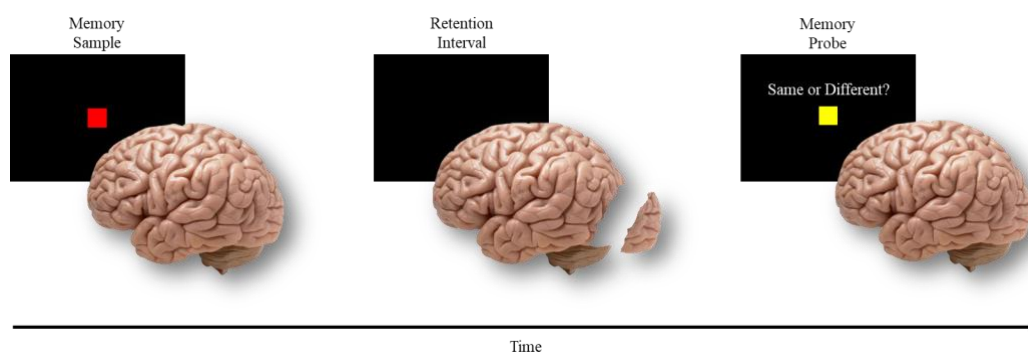 Memory
Sample
Retention
Interval
Memory
Probe
Same or Different?
Time